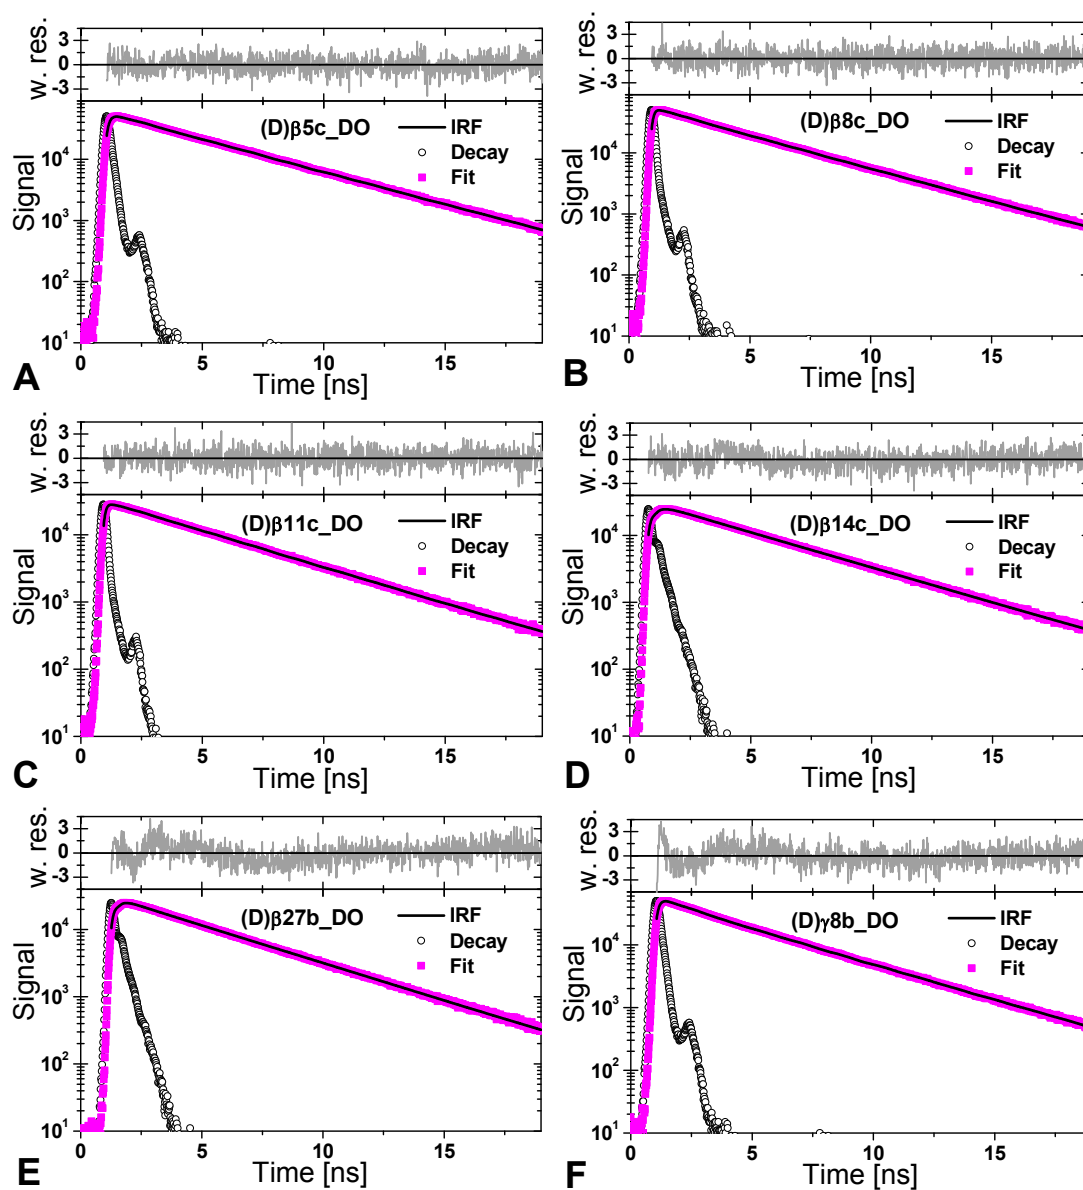 w. res.
3
0
-3
Signal
10^4
10^3
10^2
10^1
(D)β5c_DO
IRF
Decay
Fit
0 5 10 15
Time [ns]
A
w. res.
3
0
-3
Signal
10^4
10^3
10^2
10^1
(D)β8c_DO
IRF
Decay
Fit
0 5 10 15
Time [ns]
B
w. res.
3
0
-3
Signal
10^4
10^3
10^2
10^1
(D)β11c_DO
IRF
Decay
Fit
0 5 10 15
Time [ns]
C
w. res.
3
0
-3
Signal
10^4
10^3
10^2
10^1
(D)β14c_DO
IRF
Decay
Fit
0 5 10 15
Time [ns]
D
w. res.
3
0
-3
Signal
10^4
10^3
10^2
10^1
(D)β27b_DO
IRF
Decay
Fit
0 5 10 15
Time [ns]
E
w. res.
3
0
-3
Signal
10^4
10^3
10^2
10^1
(D)γ8b_DO
IRF
Decay
Fit
0 5 10 15
Time [ns]
F